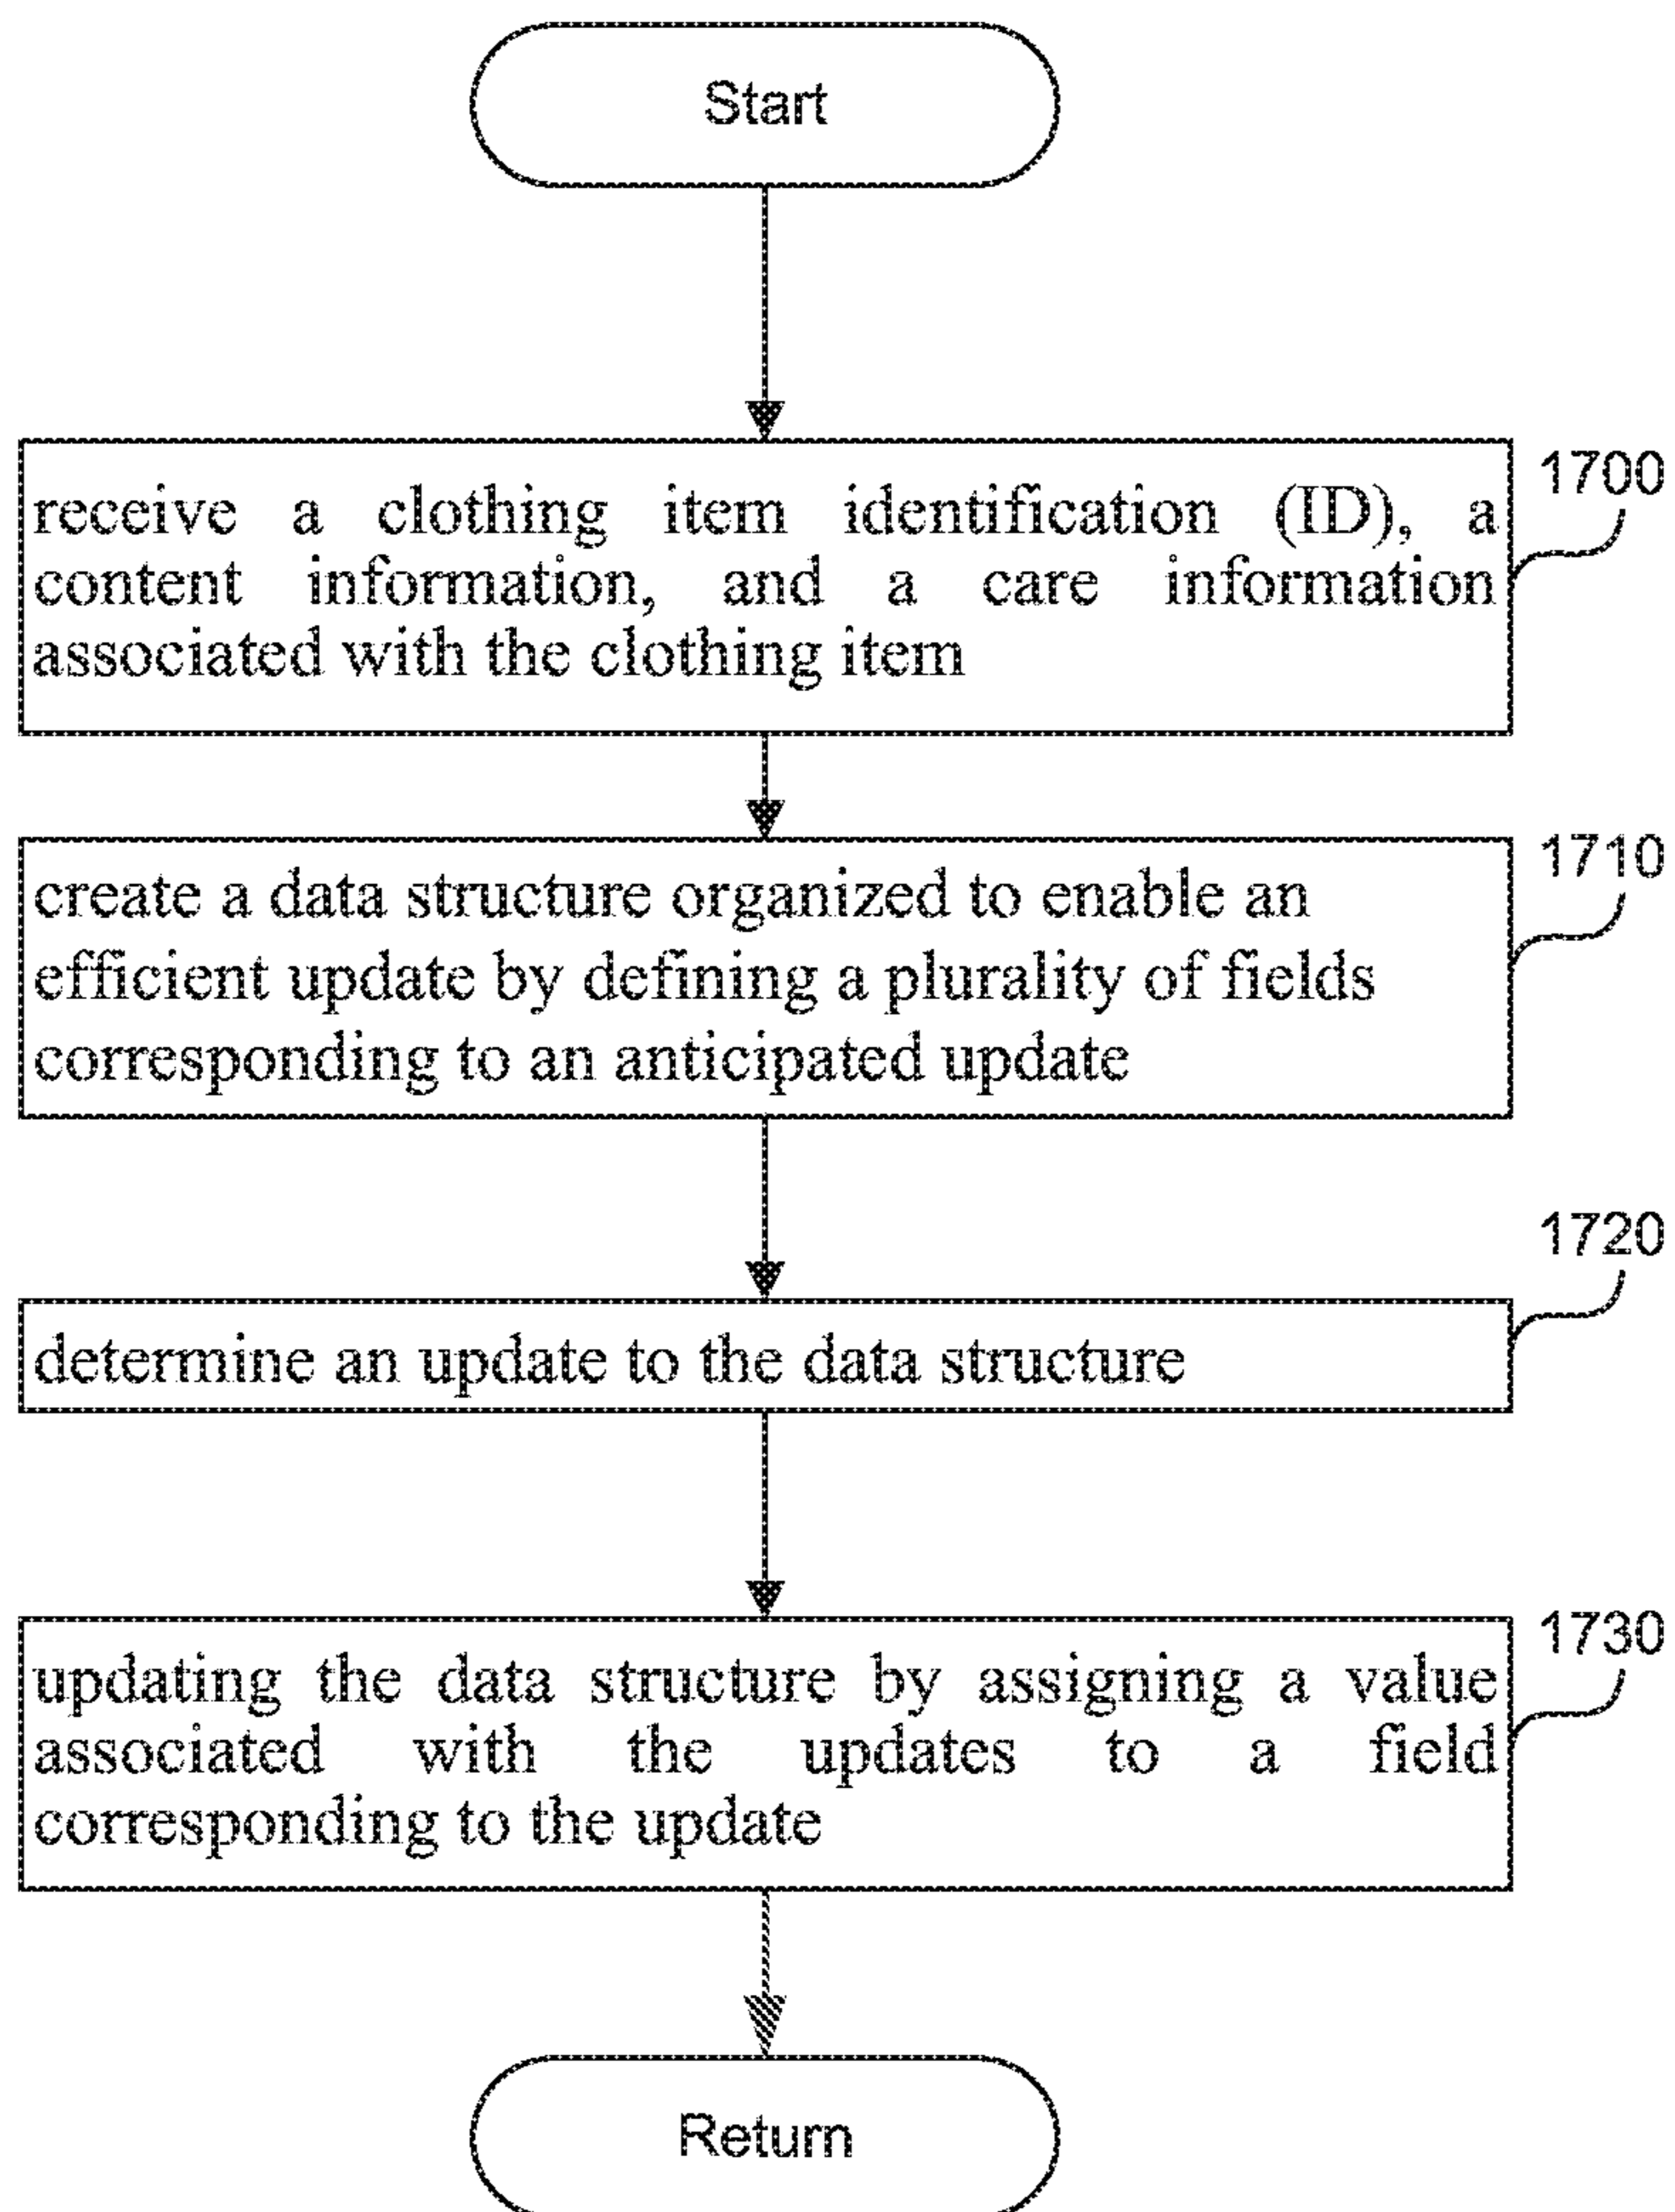 Start
1700
receive a clothing item identification (ID), a
content information, and a care information
associated with the clothing item
1710
create a data structure organized to enable an
efficient update by defining a plurality of fields
corresponding to an anticipated update
1720
determine an update to the data structure
1730
updating the data structure by assigning a value
associated with the updates to a field
corresponding to the update
Return